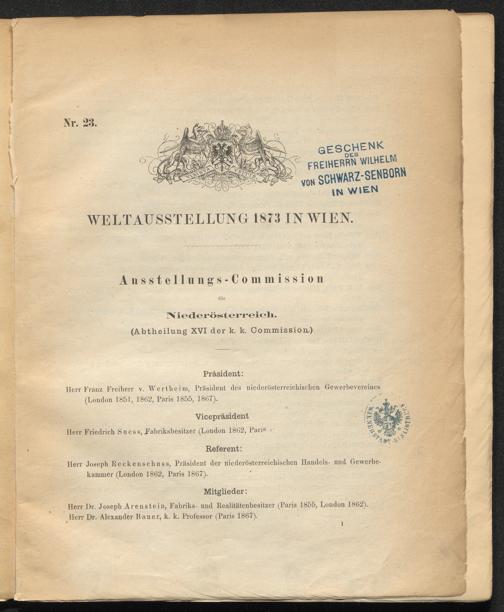 Nr. 23.
GESCHENK
DES
FREIHERRN WILHELM
VON SCHWARZ-SENBORN
IN WIEN
WELTAUSSTELLUNG 1873 IN WIEN.
Ausstellungs-Commission
für
Niederösterreich.
(Abtheilung XVI der k. k. Commission.)
Präsident:
Herr Franz Freiherr v. Wertheim, Präsident des niederösterreichischen Gewerbevereines
(London 1851, 1862, Paris 1855, 1867).
Vicepräsident
Herr Friedrich Suess, Fabriksbesitzer (London 1862, Paris
Referent:
Herr Joseph Reckenschuss, Präsident der niederösterreichischen Handels- und Gewerbe-
kammer (London 1862, Paris 1867).
Mitglieder:
Herr Dr. Joseph Arenstein, Fabriks- und Realitätenbesitzer (Paris 1855, London 1862).
Herr Dr. Alexander Bauer, k. k. Professor (Paris 1867).
1